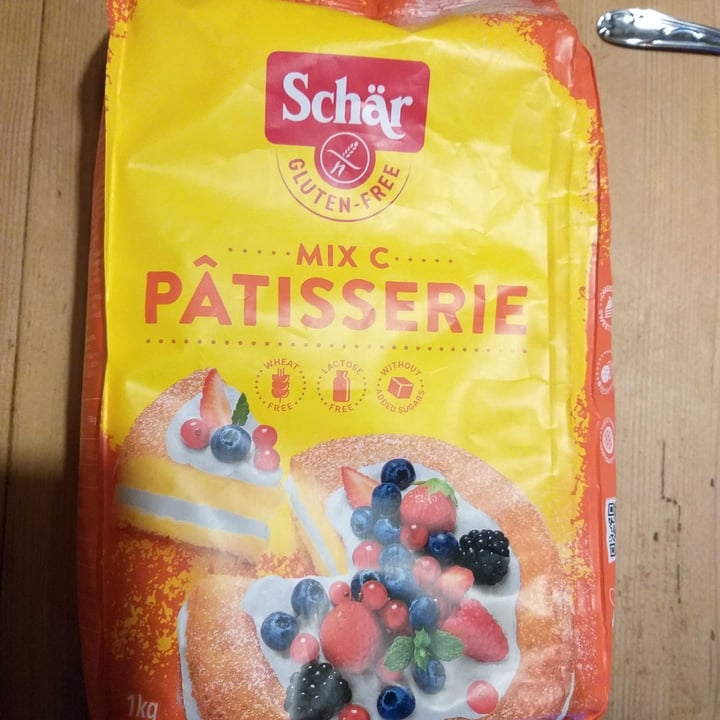 Schär
GLUTEN-FREE
MIX C
PÂTISSERIE
WHEAT
FREE
LACTOSE
FREE
WITHOUT
ADDED SUGARS
1kg